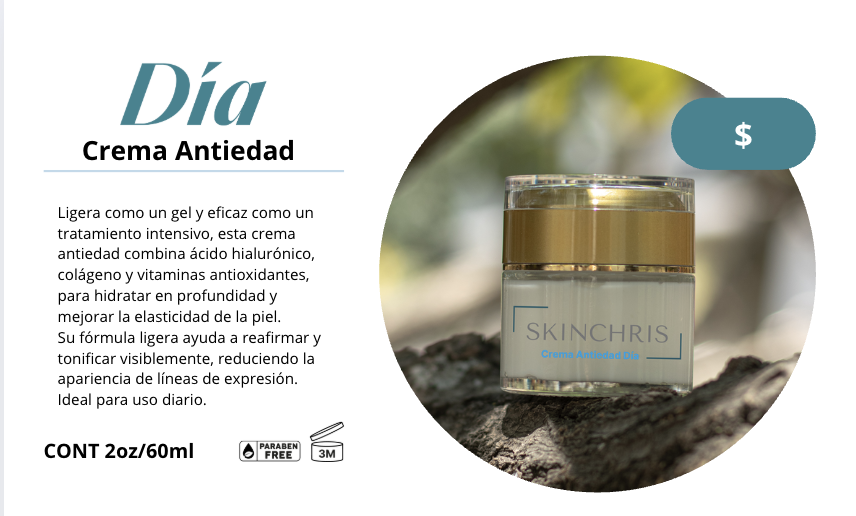 Día
Crema Antiedad
Ligera como un gel y eficaz como un
tratamiento intensivo, esta crema
antiedad combina ácido hialurónico,
colágeno y vitaminas antioxidantes,
para hidratar en profundidad y
mejorar la elasticidad de la piel.
Su fórmula ligera ayuda a reafirmar y
tonificar visiblemente, reduciendo la
apariencia de líneas de expresión.
Ideal para uso diario.
CONT 2oz/60ml
PARABEN
FREE
3M
$
SKINCHRIS
Crema Antiedad Día